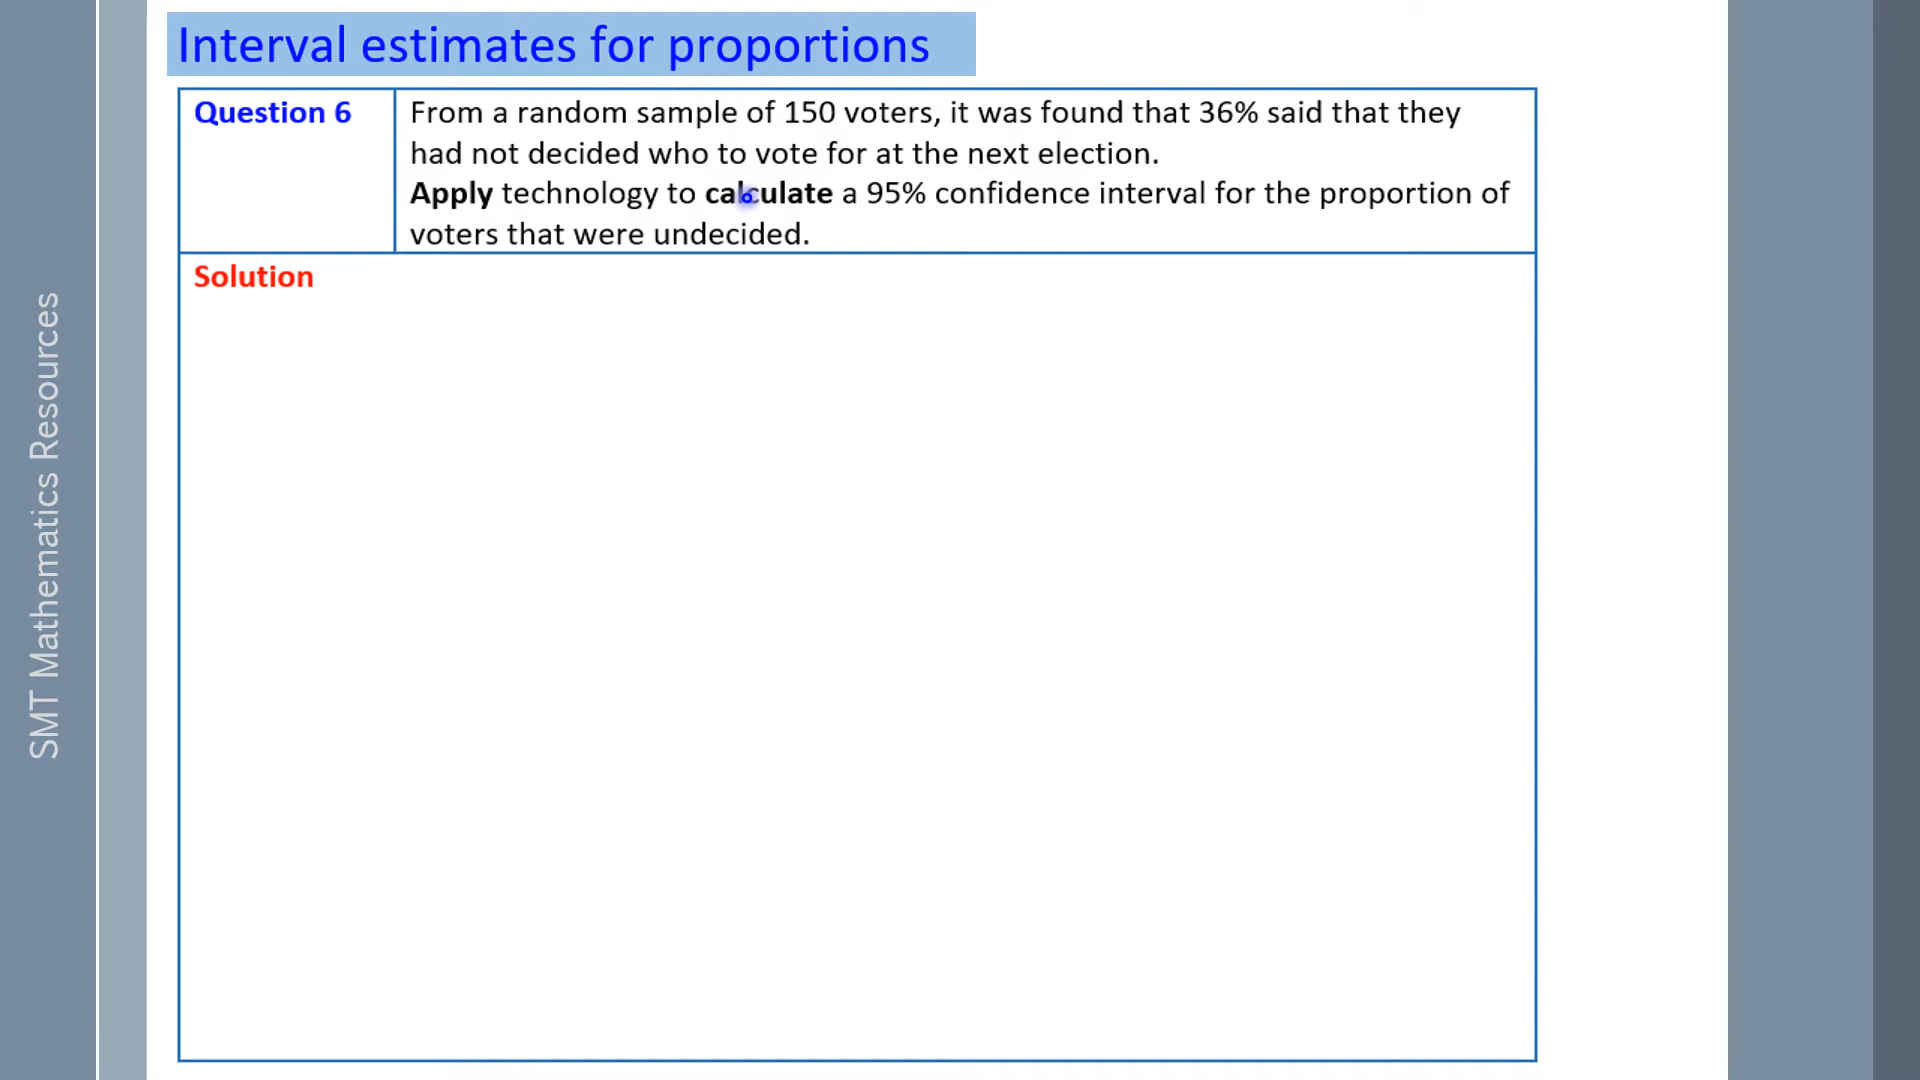 Interval estimates for proportions
Question 6
From a random sample of 150 voters, it was found that 36% said that they
had not decided who to vote for at the next election.
Apply technology to calculate a 95% confidence interval for the proportion of
voters that were undecided.
Solution
SMT Mathematics Resources